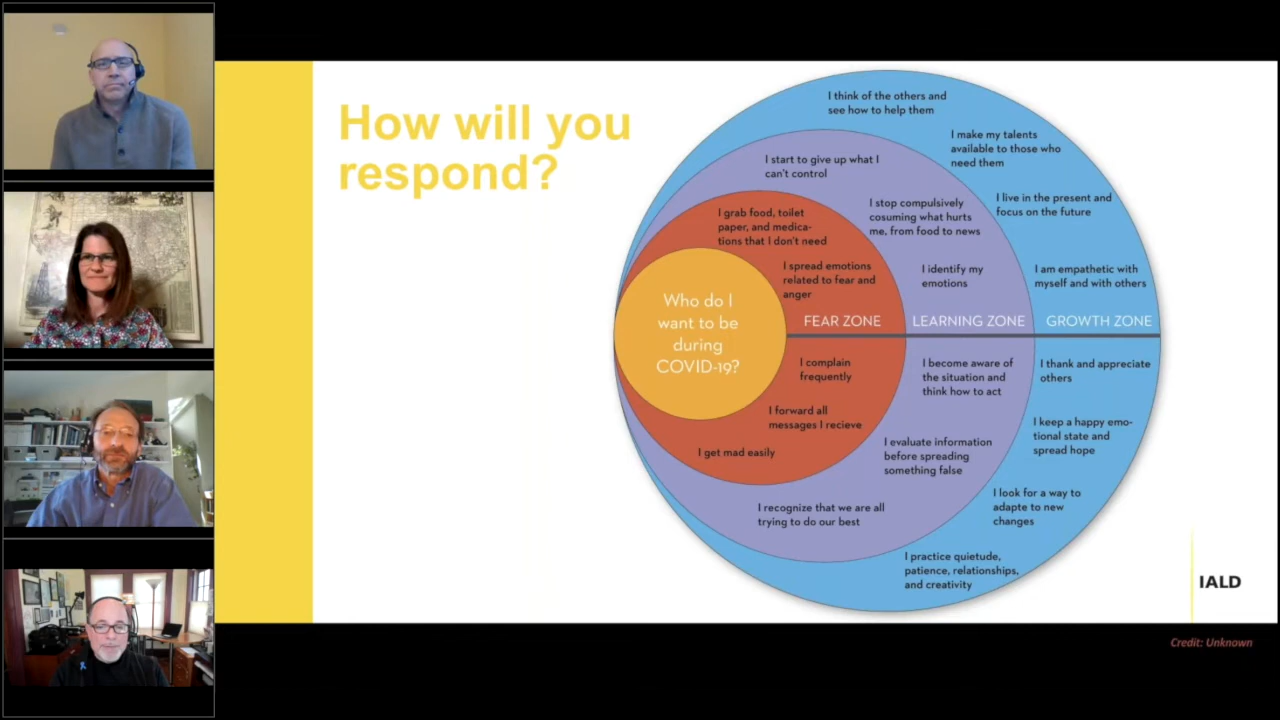 How will you
respond?
I think of the others and
see how to help them
I make my talents
available to those who
need them
I start to give up what I
can't control
I live in the present and
focus on the future
I stop compulsively
cosuming what hurts
me, from food to news
I grab food, toilet
paper, and medica-
tions that I don't need
I spread emotions
related to fear and
anger
I identify my
emotions
I am empathetic with
myself and with others
Who do I
want to be
during
COVID-19?
FEAR ZONE
LEARNING ZONE
GROWTH ZONE
I complain
frequently
I become aware of
the situation and
think how to act
I thank and appreciate
others
I forward all
messages I recieve
I keep a happy emo-
tional state and
spread hope
I get mad easily
I evaluate information
before spreading
something false
I look for a way to
adapte to new
changes
I recognize that we are all
trying to do our best
I practice quietude,
patience, relationships,
and creativity
IALD
Credit: Unknown